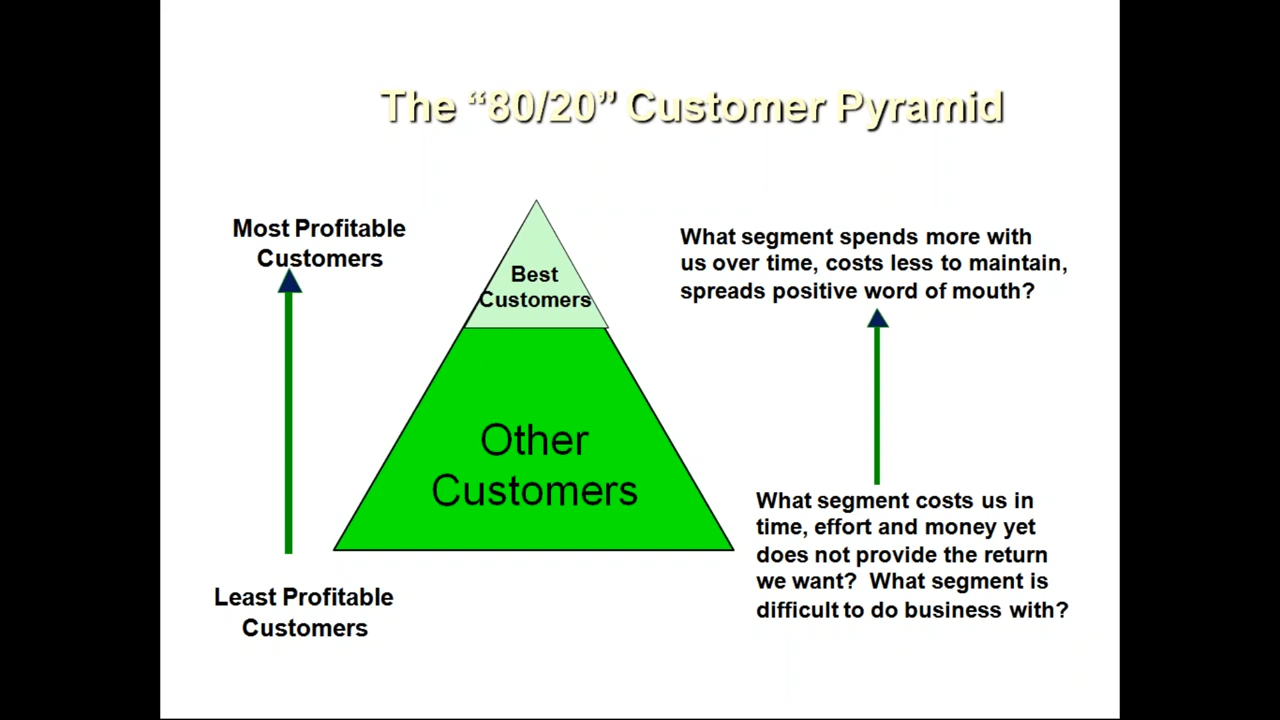 The “80/20” Customer Pyramid
Most Profitable
Customers
Best
Customers
What segment spends more with
us over time, costs less to maintain,
spreads positive word of mouth?
Other
Customers
Least Profitable
Customers
What segment costs us in
time, effort and money yet
does not provide the return
we want? What segment is
difficult to do business with?